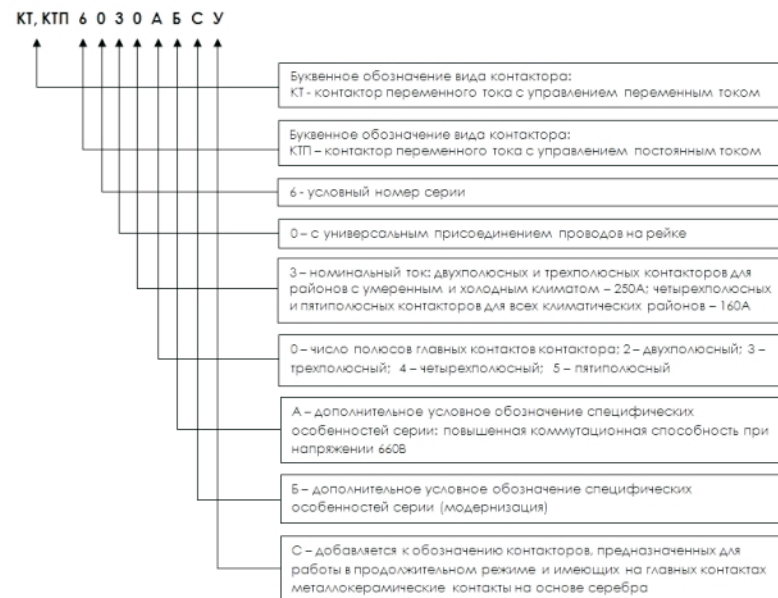 КТ, КТП 6 0 3 0 А Б С У
Буквенное обозначение вида контактора:
КТ - контактор переменного тока с управлением переменным током
Буквенное обозначение вида контактора:
КТП – контактор переменного тока с управлением постоянным током
6 - условный номер серии
0 – с универсальным присоединением проводов на рейке
3 – номинальный ток: двухполюсных и трехполюсных контакторов для
районов с умеренным и холодным климатом – 250А; четырехполюсных
и пятиполюсных контакторов для всех климатических районов – 160А
0 – число полюсов главных контактов контактора; 2 – двухполюсный; 3 –
трехполюсный; 4 – четырехполюсный; 5 – пятиполюсный
А – дополнительное условное обозначение специфических
особенностей серии: повышенная коммутационная способность при
напряжении 660В
Б – дополнительное условное обозначение специфических
особенностей серии (модернизация)
С – добавляется к обозначению контакторов, предназначенных для
работы в продолжительном режиме и имеющих на главных контактах
металлокерамические контакты на основе серебра